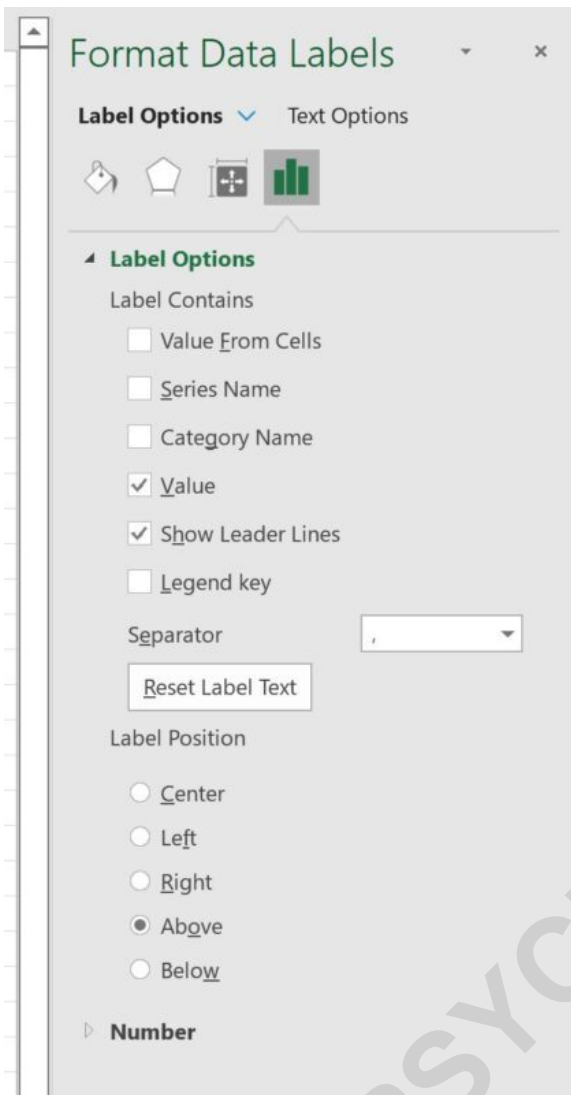 Format Data Labels
Label Options Text Options
Label Options
Label Contains
Value From Cells
Series Name
Category Name
Value
Show Leader Lines
Legend key
Separator ,
Reset Label Text
Label Position
Center
Left
Right
Above
Below
Number